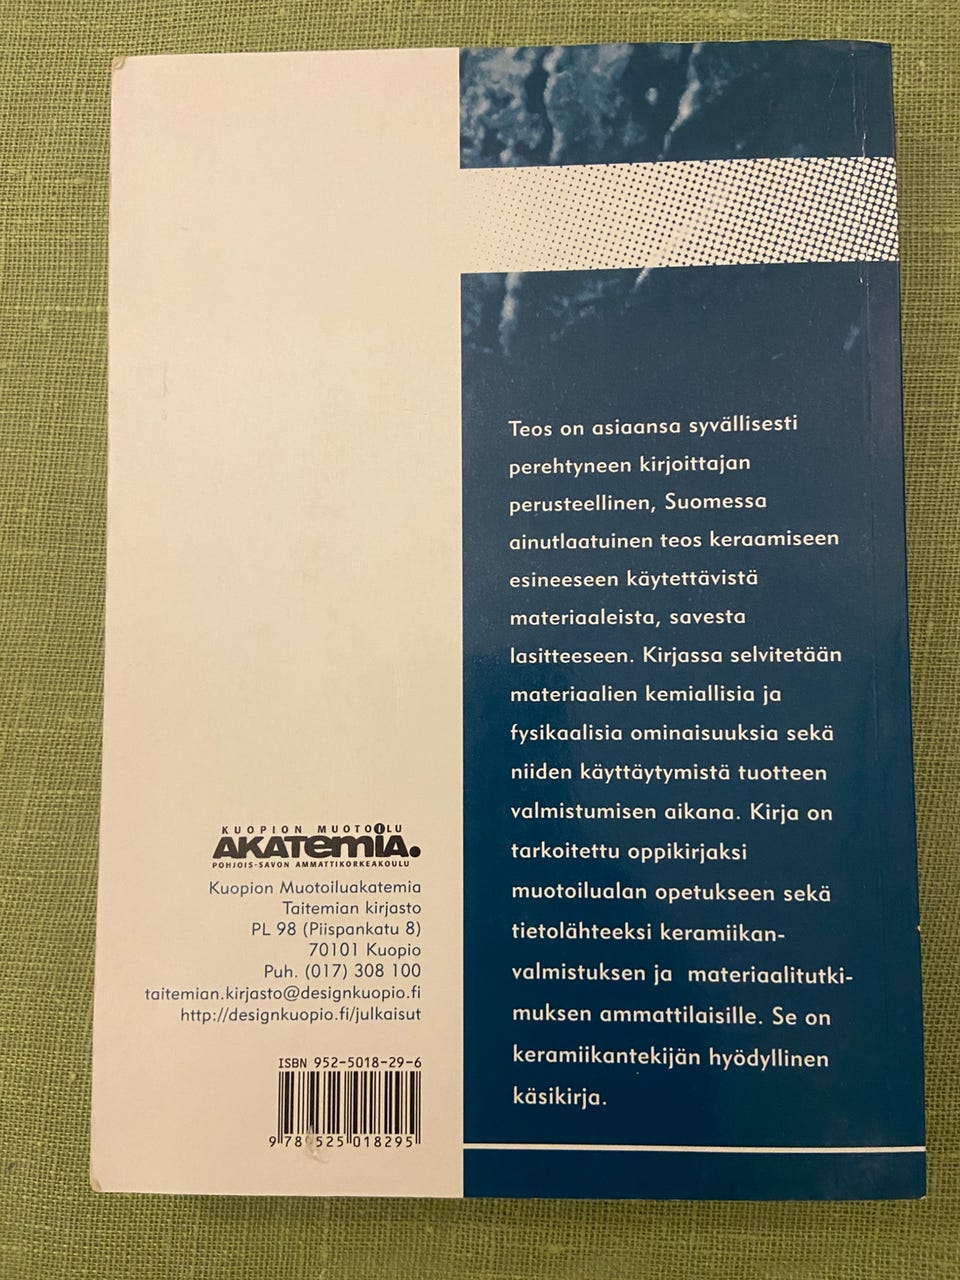 Teos on asiaansa syvällisesti
perehtyneen kirjoittajan
perusteellinen, Suomessa
ainutlaatuinen teos keraamiseen
esineeseen käytettävistä
materiaaleista, savesta
lasitteeseen. Kirjassa selvitetään
materiaalien kemiallisia ja
fysikaalisia ominaisuuksia sekä
niiden käyttäytymistä tuotteen
valmistumisen aikana. Kirja on
tarkoitettu oppikirjaksi
muotoilualan opetukseen sekä
tietolähteeksi keramiikan-
valmistuksen ja materiaalitutki-
muksen ammattilaisille. Se on
keramiikantekijän hyödyllinen
käsikirja.
KUOPION MUOTOILU
AKATEMIA.
POHJOIS-SAVON AMMATTIKORKEAKOULU
Kuopion Muotoiluakatemia
Taitemian kirjasto
PL 98 (Piispankatu 8)
70101 Kuopio
Puh. (017) 308 100
taitemian.kirjasto@designkuopio.fi
http://designkuopio.fi/julkaisut
ISBN 952-5018-29-6
9 789525 018295